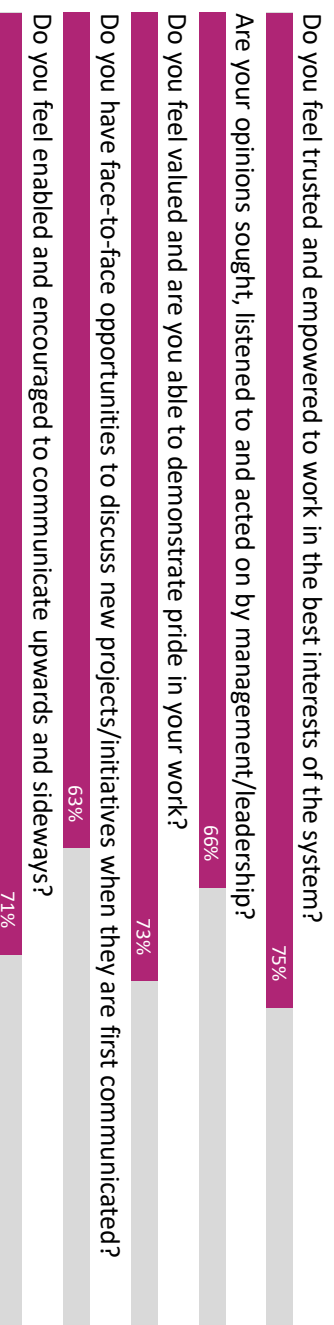 Do you feel trusted and empowered to work in the best interests of the system?
75%
Are your opinions sought, listened to and acted on by management/leadership?
66%
Do you feel valued and are you able to demonstrate pride in your work?
73%
Do you have face-to-face opportunities to discuss new projects/initiatives when they are first communicated?
63%
Do you feel enabled and encouraged to communicate upwards and sideways?
71%